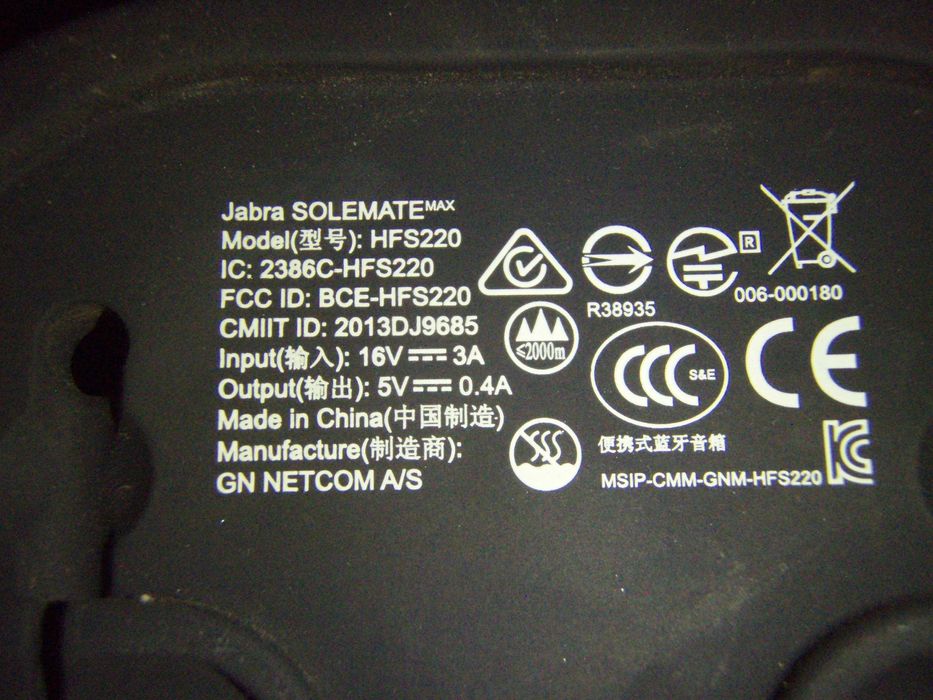 Jabra SOLEMATE MAX
Model(型号): HFS220
IC: 2386C-HFS220
FCC ID: BCE-HFS220
CMIIT ID: 2013DJ9685
Input(输入): 16V⎓3A
Output(输出): 5V⎓0.4A
Made in China(中国制造)
Manufacture(制造商):
GN NETCOM A/S
R
R38935
006-000180
≤2000m
CCC S&E
CE
便携式蓝牙音箱
MSIP-CMM-GNM-HFS220